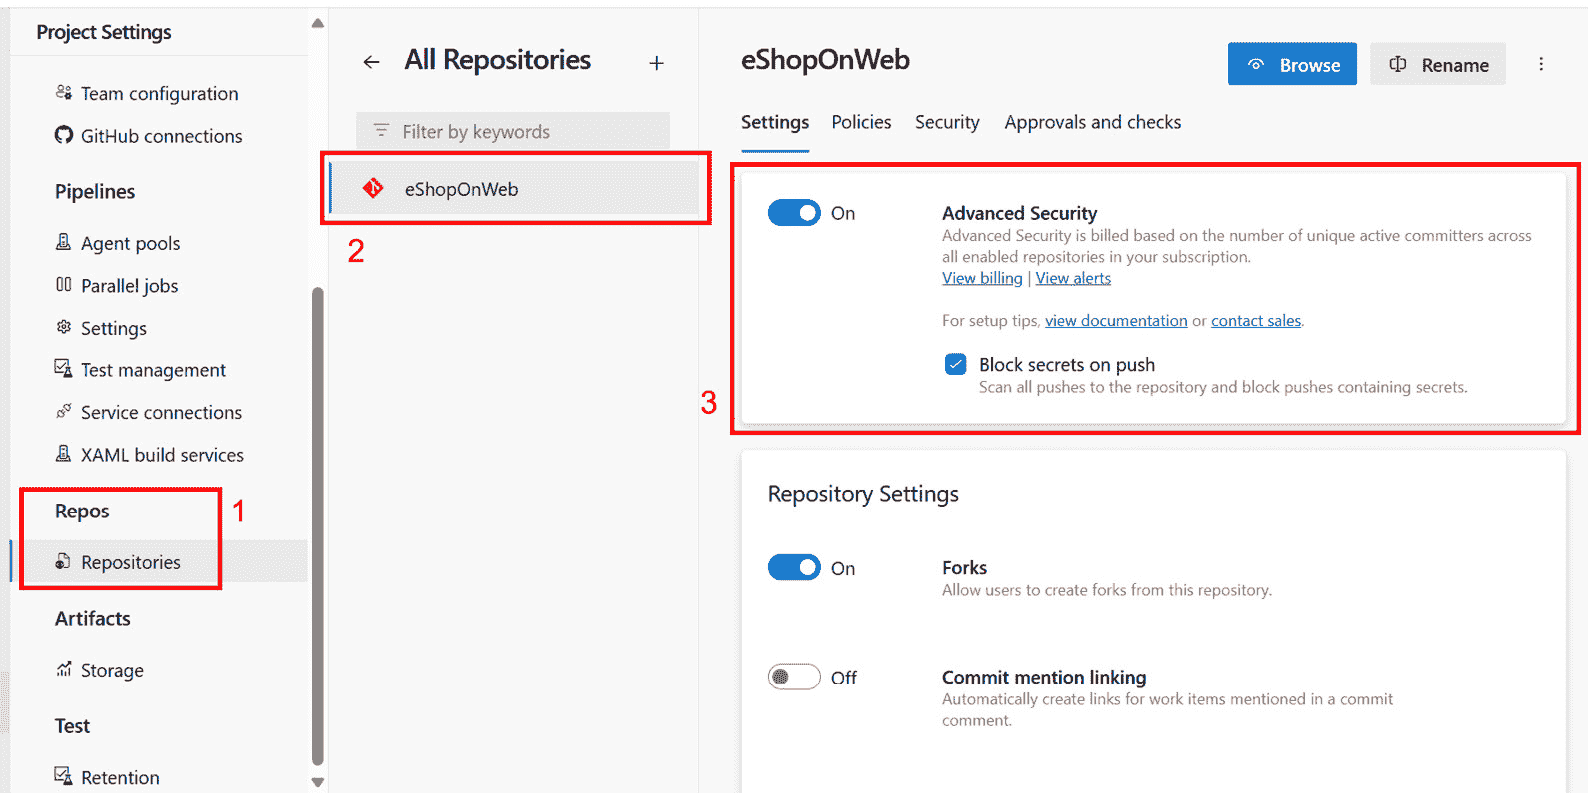 Project Settings
Team configuration
GitHub connections
Pipelines
Agent pools
Parallel jobs
Settings
Test management
Service connections
XAML build services
Repos
1
Repositories
Artifacts
Storage
Test
Retention
All Repositories
Filter by keywords
eShopOnWeb
2
eShopOnWeb
Browse
Rename
Settings Policies Security Approvals and checks
3
On
Advanced Security
Advanced Security is billed based on the number of unique active committers across
all enabled repositories in your subscription.
View billing | View alerts
For setup tips, view documentation or contact sales.
Block secrets on push
Scan all pushes to the repository and block pushes containing secrets.
Repository Settings
On
Forks
Allow users to create forks from this repository.
Off
Commit mention linking
Automatically create links for work items mentioned in a commit
comment.